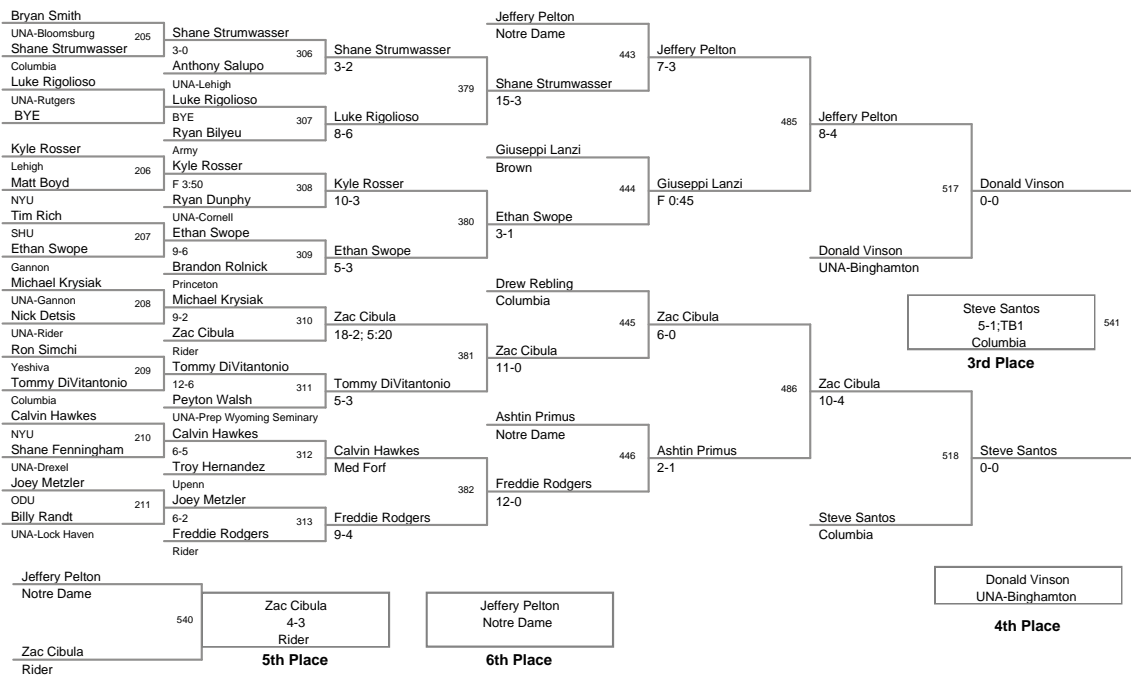 Bryan Smith
UNA-Bloomsburg
205
Shane Strumwasser
Columbia
Luke Rigolioso
UNA-Rutgers
BYE
Kyle Rosser
Lehigh
206
Matt Boyd
NYU
Tim Rich
SHU
207
Ethan Swope
Gannon
Michael Krysiak
UNA-Gannon
208
Nick Detsis
UNA-Rider
Ron Simchi
Yeshiva
209
Tommy DiVitantonio
Columbia
Calvin Hawkes
NYU
210
Shane Fenningham
UNA-Drexel
Joey Metzler
ODU
211
Billy Randt
UNA-Lock Haven
Shane Strumwasser
3-0
306
Anthony Salupo
UNA-Lehigh
Luke Rigolioso
BYE
307
Ryan Bilyeu
Army
Kyle Rosser
F 3:50
308
Ryan Dunphy
UNA-Cornell
Ethan Swope
9-6
309
Brandon Rolnick
Princeton
Michael Krysiak
9-2
310
Zac Cibula
Rider
Tommy DiVitantonio
12-6
311
Peyton Walsh
UNA-Prep Wyoming Seminary
Calvin Hawkes
6-5
312
Troy Hernandez
Upenn
Joey Metzler
6-2
313
Freddie Rodgers
Rider
Shane Strumwasser
3-2
379
Luke Rigolioso
8-6
Kyle Rosser
10-3
380
Ethan Swope
5-3
Zac Cibula
18-2; 5:20
381
Tommy DiVitantonio
5-3
Calvin Hawkes
Med Forf
382
Freddie Rodgers
9-4
Jeffery Pelton
Notre Dame
443
Shane Strumwasser
15-3
Giuseppi Lanzi
Brown
444
Ethan Swope
3-1
Drew Rebling
Columbia
445
Zac Cibula
11-0
Ashtin Primus
Notre Dame
446
Freddie Rodgers
12-0
Jeffery Pelton
7-3
485
Giuseppi Lanzi
F 0:45
Zac Cibula
6-0
486
Ashtin Primus
2-1
Jeffery Pelton
8-4
517
Donald Vinson
UNA-Binghamton
Zac Cibula
10-4
518
Steve Santos
Columbia
Donald Vinson
0-0
Steve Santos
5-1;TB1
Columbia
541
3rd Place
Steve Santos
0-0
Donald Vinson
UNA-Binghamton
4th Place
Jeffery Pelton
Notre Dame
540
Zac Cibula
Rider
Zac Cibula
4-3
Rider
5th Place
Jeffery Pelton
Notre Dame
6th Place